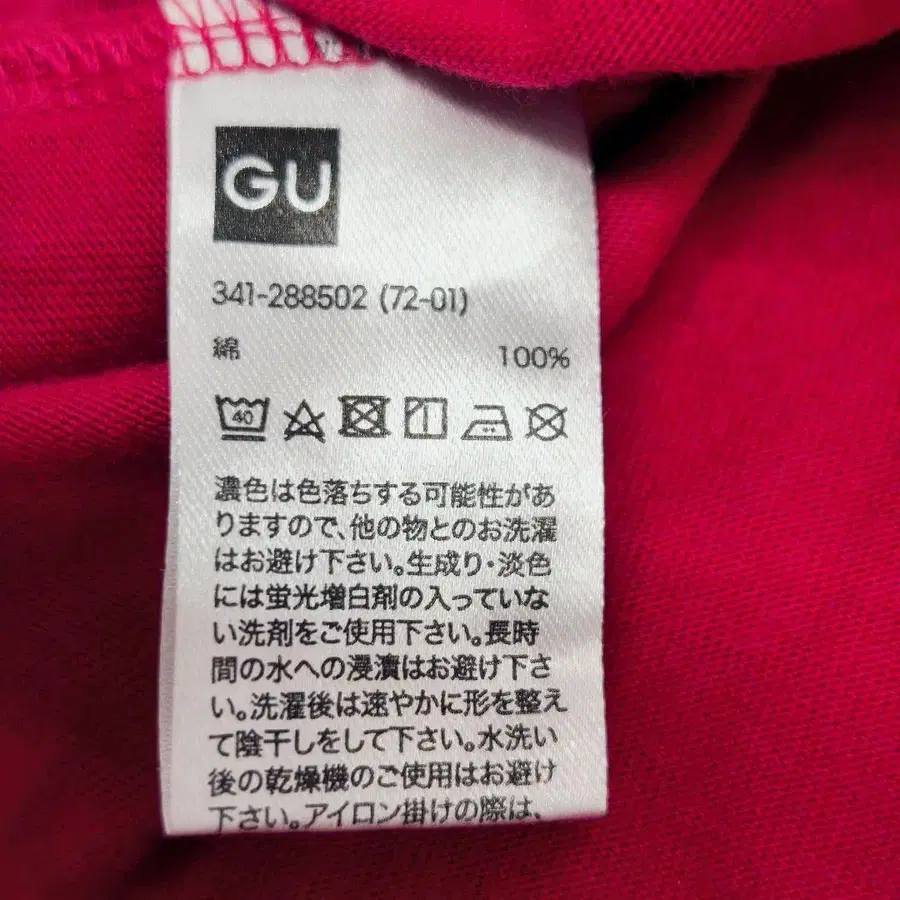 GU
341-288502 (72-01)
綿 100%
40
濃色は色落ちする可能性があ
りますので、他の物とのお洗濯
はお避け下さい。生成り・淡色
には蛍光増白剤の入っていな
い洗剤をご使用下さい。長時
間の水への浸漬はお避け下さ
い。洗濯後は速やかに形を整え
て陰干しをして下さい。水洗い
後の乾燥機のご使用はお避け
下さい。アイロン掛けの際は、